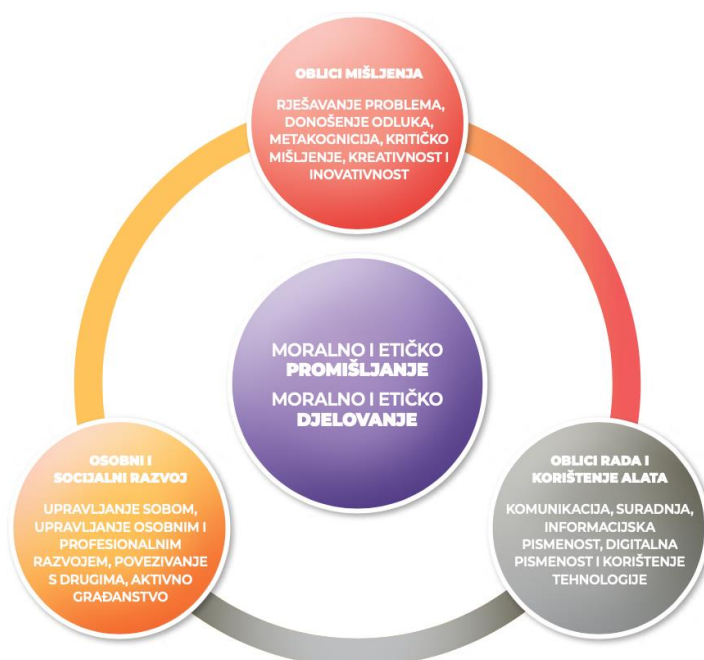 OBLICI MIŠLJENJA
RJEŠAVANJE PROBLEMA,
DONOŠENJE ODLUKA,
METAKOGNICIJA, KRITIČKO
MIŠLJENJE, KREATIVNOST I
INOVATIVNOST
MORALNO I ETIČKO
PROMIŠLJANJE
MORALNO I ETIČKO
DJELOVANJE
OSOBNI I
SOCIJALNI RAZVOJ
UPRAVLJANJE SOBOM,
UPRAVLJANJE OSOBNIM I
PROFESIONALNIM
RAZVOJEM, POVEZIVANJE
S DRUGIMA, AKTIVNO
GRAĐANSTVO
OBLICI RADA I
KORIŠTENJE ALATA
KOMUNIKACIJA, SURADNJA,
INFORMACIJSKA
PISMENOST, DIGITALNA
PISMENOST I KORIŠTENJE
TEHNOLOGIJE